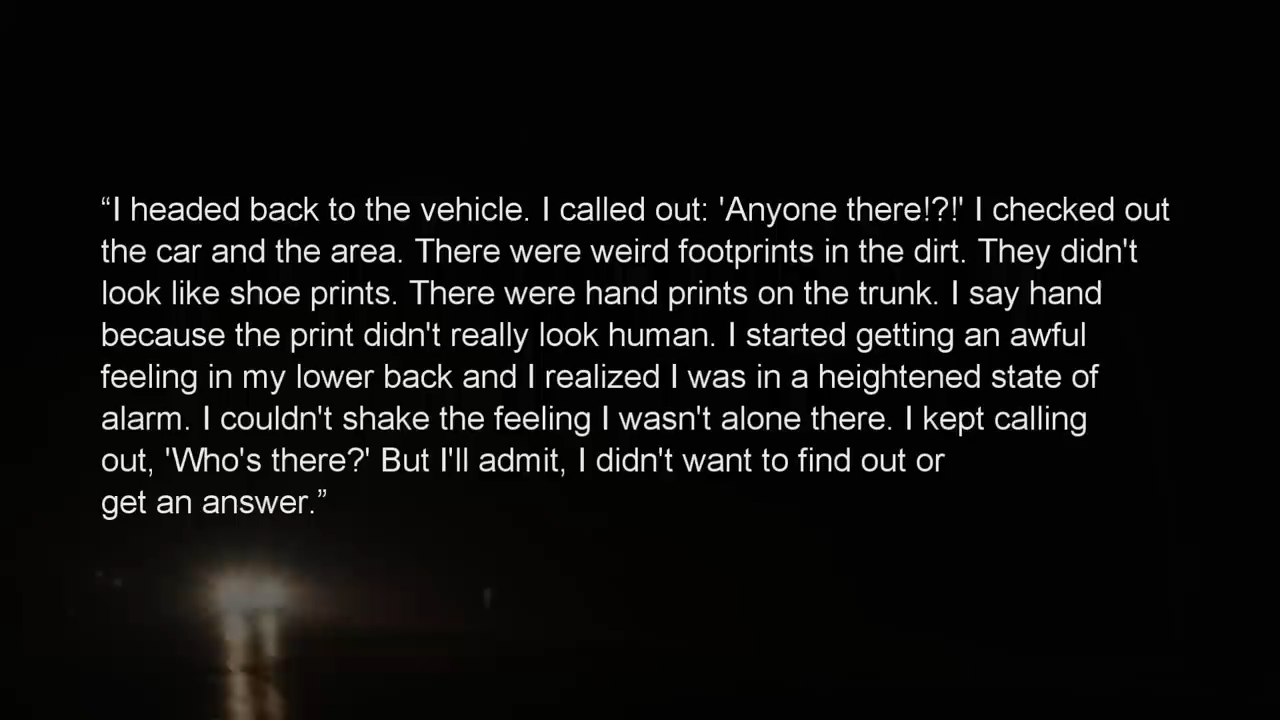 “I headed back to the vehicle. I called out: 'Anyone there!?!' I checked out
the car and the area. There were weird footprints in the dirt. They didn't
look like shoe prints. There were hand prints on the trunk. I say hand
because the print didn't really look human. I started getting an awful
feeling in my lower back and I realized I was in a heightened state of
alarm. I couldn't shake the feeling I wasn't alone there. I kept calling
out, 'Who's there?' But I'll admit, I didn't want to find out or
get an answer.”